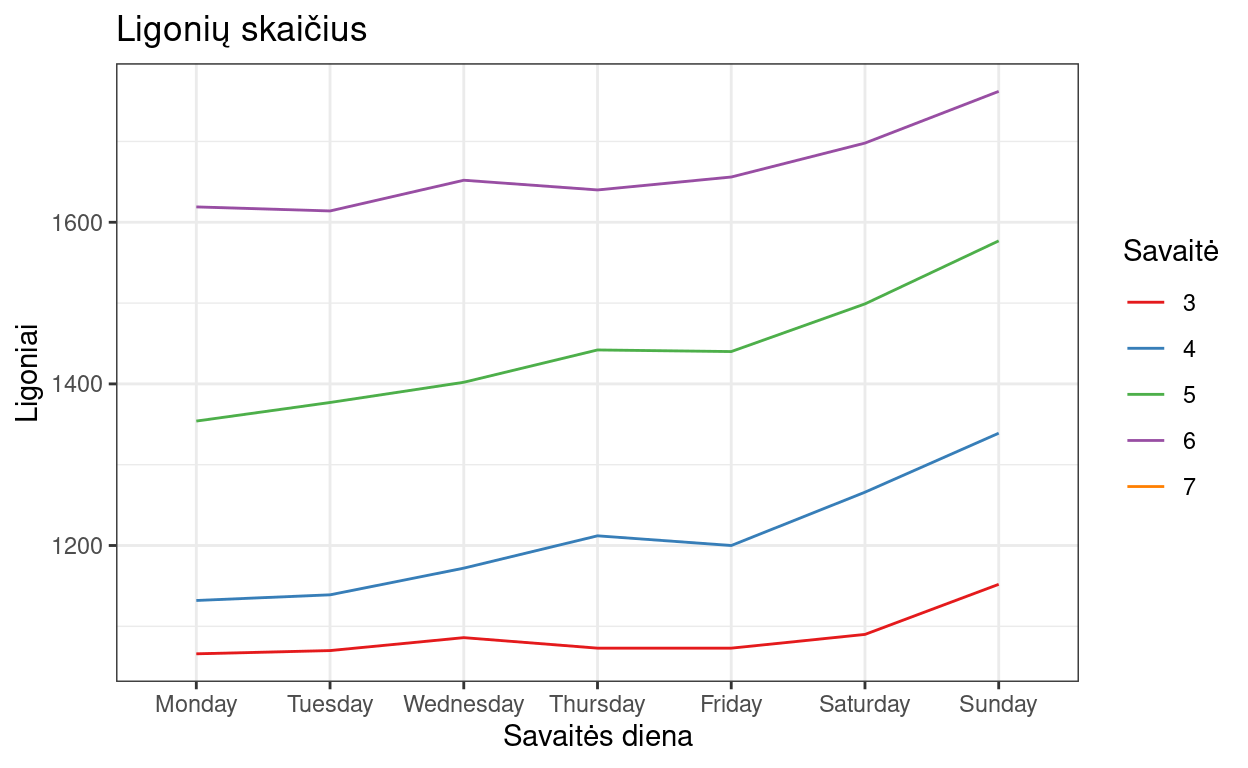 Ligonių skaičius
Ligoniai
1600
1400
1200
Monday Tuesday Wednesday Thursday Friday Saturday Sunday
Savaitės diena
Savaitė
3
4
5
6
7